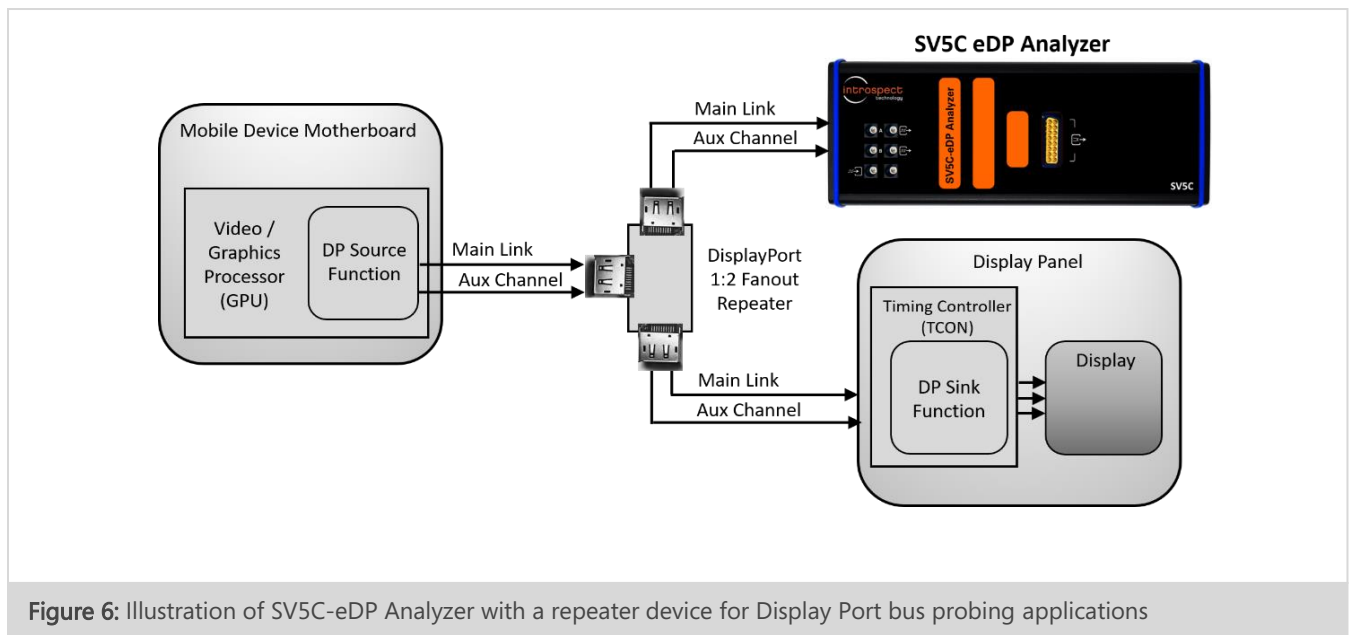 SV5C eDP Analyzer
introspect
technology
SV5C-eDP Analyzer
A
B
SV5C
Mobile Device Motherboard
Video /
Graphics
Processor
(GPU)
DP Source
Function
Main Link
Aux Channel
Main Link
Aux Channel
DisplayPort
1:2 Fanout
Repeater
Main Link
Aux Channel
Display Panel
Timing Controller
(TCON)
DP Sink
Function
Display
Figure 6: Illustration of SV5C-eDP Analyzer with a repeater device for Display Port bus probing applications